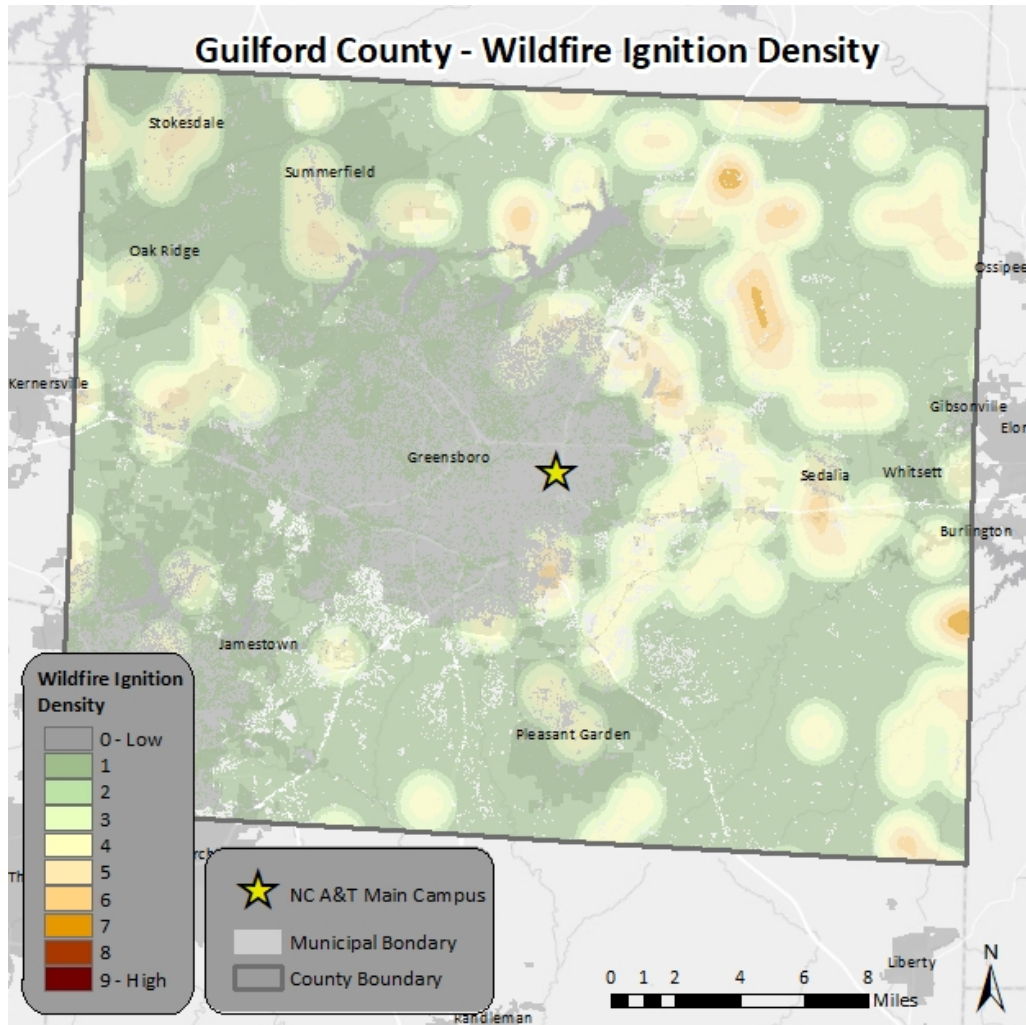 Guilford County - Wildfire Ignition Density
Stokesdale
Summerfield
Oak Ridge
Ossipee
Kernersville
Gibsonville
Elon
Greensboro
Sedalia
Whitsett
Burlington
Jamestown
Pleasant Garden
Wildfire Ignition
Density
0 - Low
1
2
3
4
5
6
7
8
9 - High
NC A&T Main Campus
Municipal Bondary
County Boundary
0 1 2 4 6 8
Miles
N
Liberty
Randleman